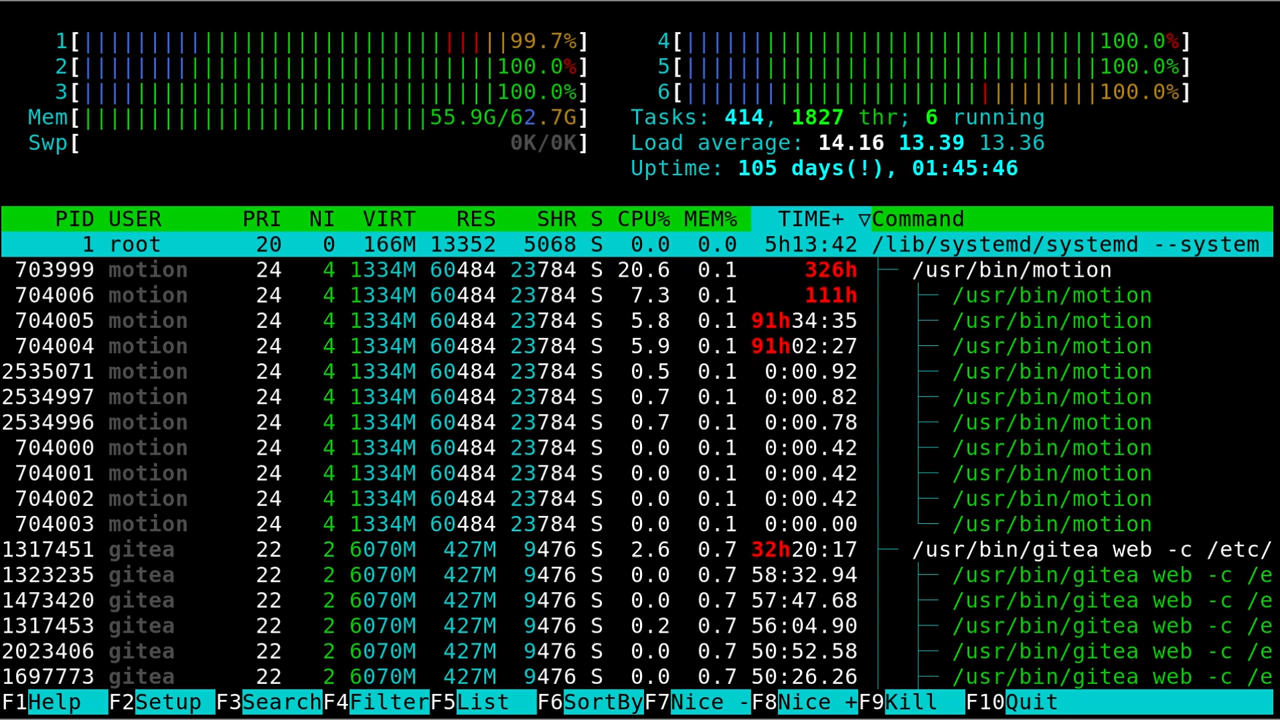 1[||||||||||||||||||||||||||||||||||||||99.7%] 4[|||||||||||||||||||||||||||||||||||||100.0%]
2[|||||||||||||||||||||||||||||||||||||100.0%] 5[|||||||||||||||||||||||||||||||||||||100.0%]
3[|||||||||||||||||||||||||||||||||||||100.0%] 6[|||||||||||||||||||||||||||||||||||||100.0%]
Mem[|||||||||||||||||||||||||||||||55.9G/62.7G] Tasks: 414, 1827 thr; 6 running
Swp[ 0K/0K] Load average: 14.16 13.39 13.36
Uptime: 105 days(!), 01:45:46
PID USER PRI NI VIRT RES SHR S CPU% MEM% TIME+ ▽Command
1 root 20 0 166M 13352 5068 S 0.0 0.0 5h13:42 /lib/systemd/systemd --system
703999 motion 24 4 1334M 60484 23784 S 20.6 0.1 326h ├─ /usr/bin/motion
704006 motion 24 4 1334M 60484 23784 S 7.3 0.1 111h │ ├─ /usr/bin/motion
704005 motion 24 4 1334M 60484 23784 S 5.8 0.1 91h34:35 │ ├─ /usr/bin/motion
704004 motion 24 4 1334M 60484 23784 S 5.9 0.1 91h02:27 │ ├─ /usr/bin/motion
2535071 motion 24 4 1334M 60484 23784 S 0.5 0.1 0:00.92 │ ├─ /usr/bin/motion
2534997 motion 24 4 1334M 60484 23784 S 0.7 0.1 0:00.82 │ ├─ /usr/bin/motion
2534996 motion 24 4 1334M 60484 23784 S 0.7 0.1 0:00.78 │ ├─ /usr/bin/motion
704000 motion 24 4 1334M 60484 23784 S 0.0 0.1 0:00.42 │ ├─ /usr/bin/motion
704001 motion 24 4 1334M 60484 23784 S 0.0 0.1 0:00.42 │ ├─ /usr/bin/motion
704002 motion 24 4 1334M 60484 23784 S 0.0 0.1 0:00.42 │ ├─ /usr/bin/motion
704003 motion 24 4 1334M 60484 23784 S 0.0 0.1 0:00.00 │ └─ /usr/bin/motion
1317451 gitea 22 2 6070M 427M 9476 S 2.6 0.7 32h20:17 ├─ /usr/bin/gitea web -c /etc/
1323235 gitea 22 2 6070M 427M 9476 S 0.0 0.7 58:32.94 │ ├─ /usr/bin/gitea web -c /e
1473420 gitea 22 2 6070M 427M 9476 S 0.0 0.7 57:47.68 │ ├─ /usr/bin/gitea web -c /e
1317453 gitea 22 2 6070M 427M 9476 S 0.2 0.7 56:04.90 │ ├─ /usr/bin/gitea web -c /e
2023406 gitea 22 2 6070M 427M 9476 S 0.0 0.7 50:52.58 │ ├─ /usr/bin/gitea web -c /e
1697773 gitea 22 2 6070M 427M 9476 S 0.0 0.7 50:26.26 │ ├─ /usr/bin/gitea web -c /e
F1Help F2Setup F3SearchF4FilterF5List F6SortByF7Nice -F8Nice +F9Kill F10Quit